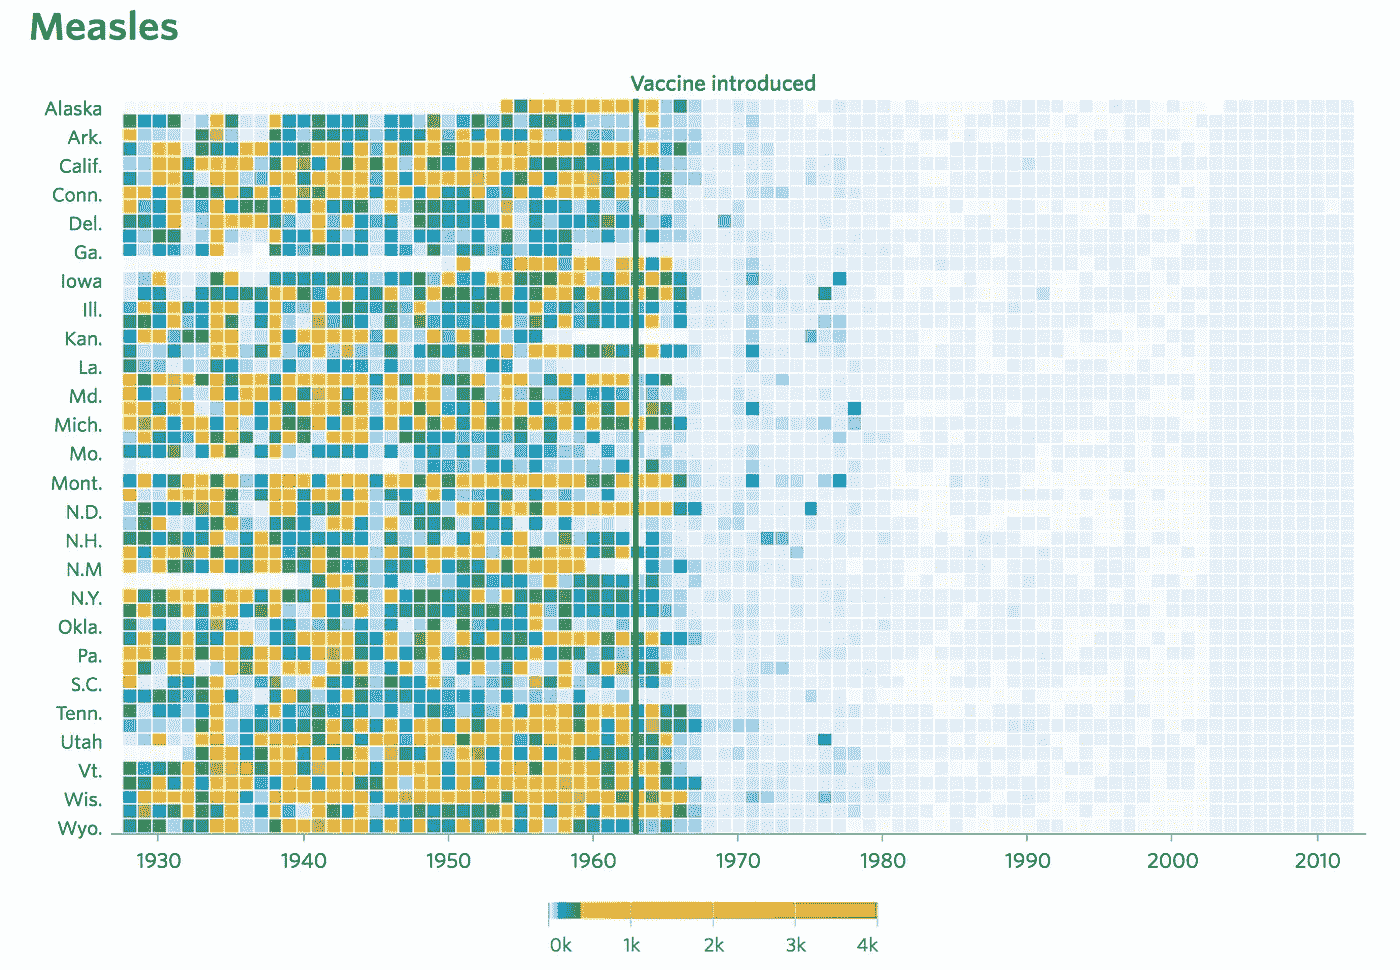 Measles
Vaccine introduced
Alaska
Ark.
Calif.
Conn.
Del.
Ga.
Iowa
Ill.
Kan.
La.
Md.
Mich.
Mo.
Mont.
N.D.
N.H.
N.M
N.Y.
Okla.
Pa.
S.C.
Tenn.
Utah
Vt.
Wis.
Wyo.
1930 1940 1950 1960 1970 1980 1990 2000 2010
0k 1k 2k 3k 4k